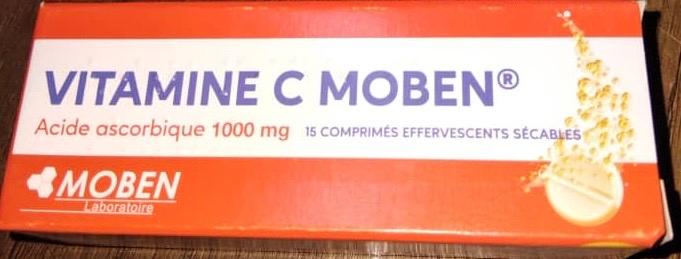 VITAMINE C MOBEN®
Acide ascorbique 1000 mg 15 COMPRIMÉS EFFERVESCENTS SÉCABLES
MOBEN
Laboratoire